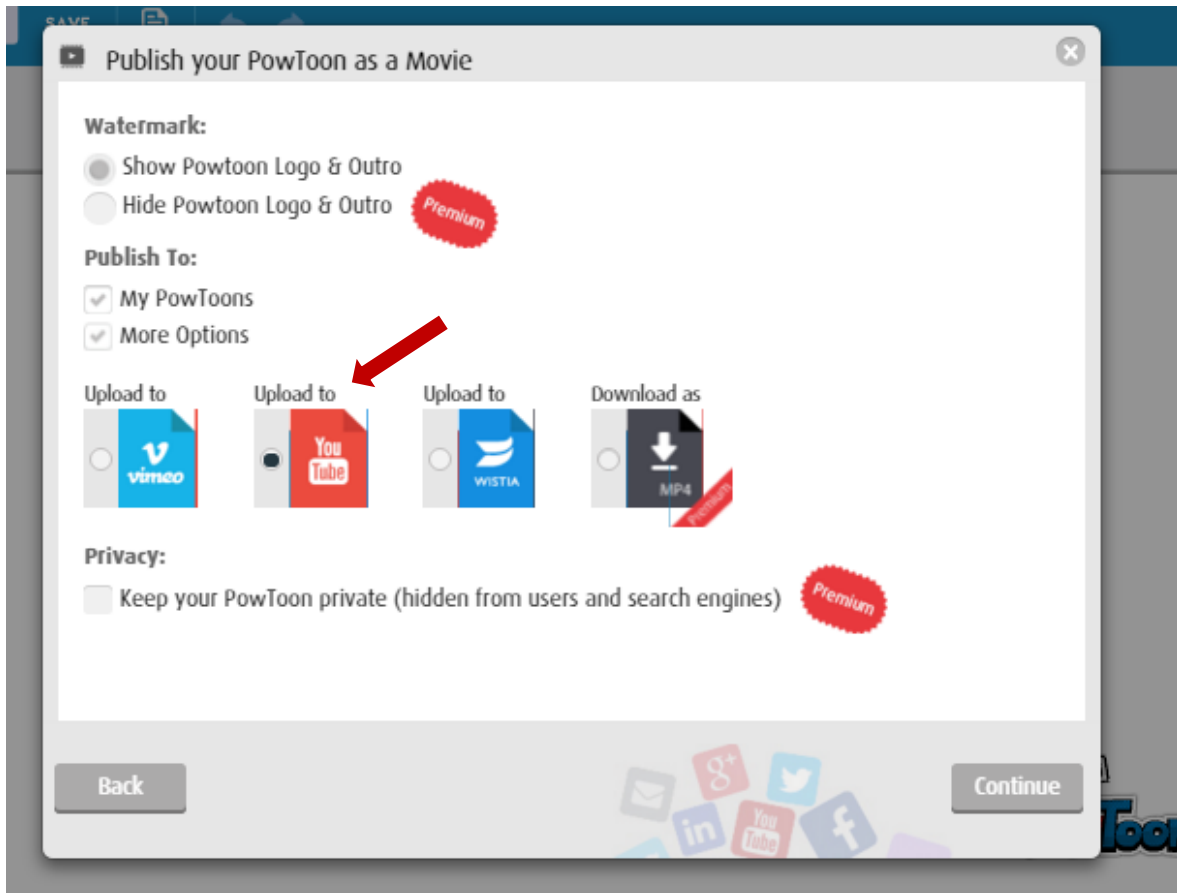 SAVE
Publish your PowToon as a Movie
Watermark:
Show Powtoon Logo & Outro
Hide Powtoon Logo & Outro
Premium
Publish To:
My PowToons
More Options
Upload to
vimeo
Upload to
You
Tube
Upload to
WISTIA
Download as
MP4
Premium
Privacy:
Keep your PowToon private (hidden from users and search engines)
Premium
Back
g+
in
You
Tube
f
Continue